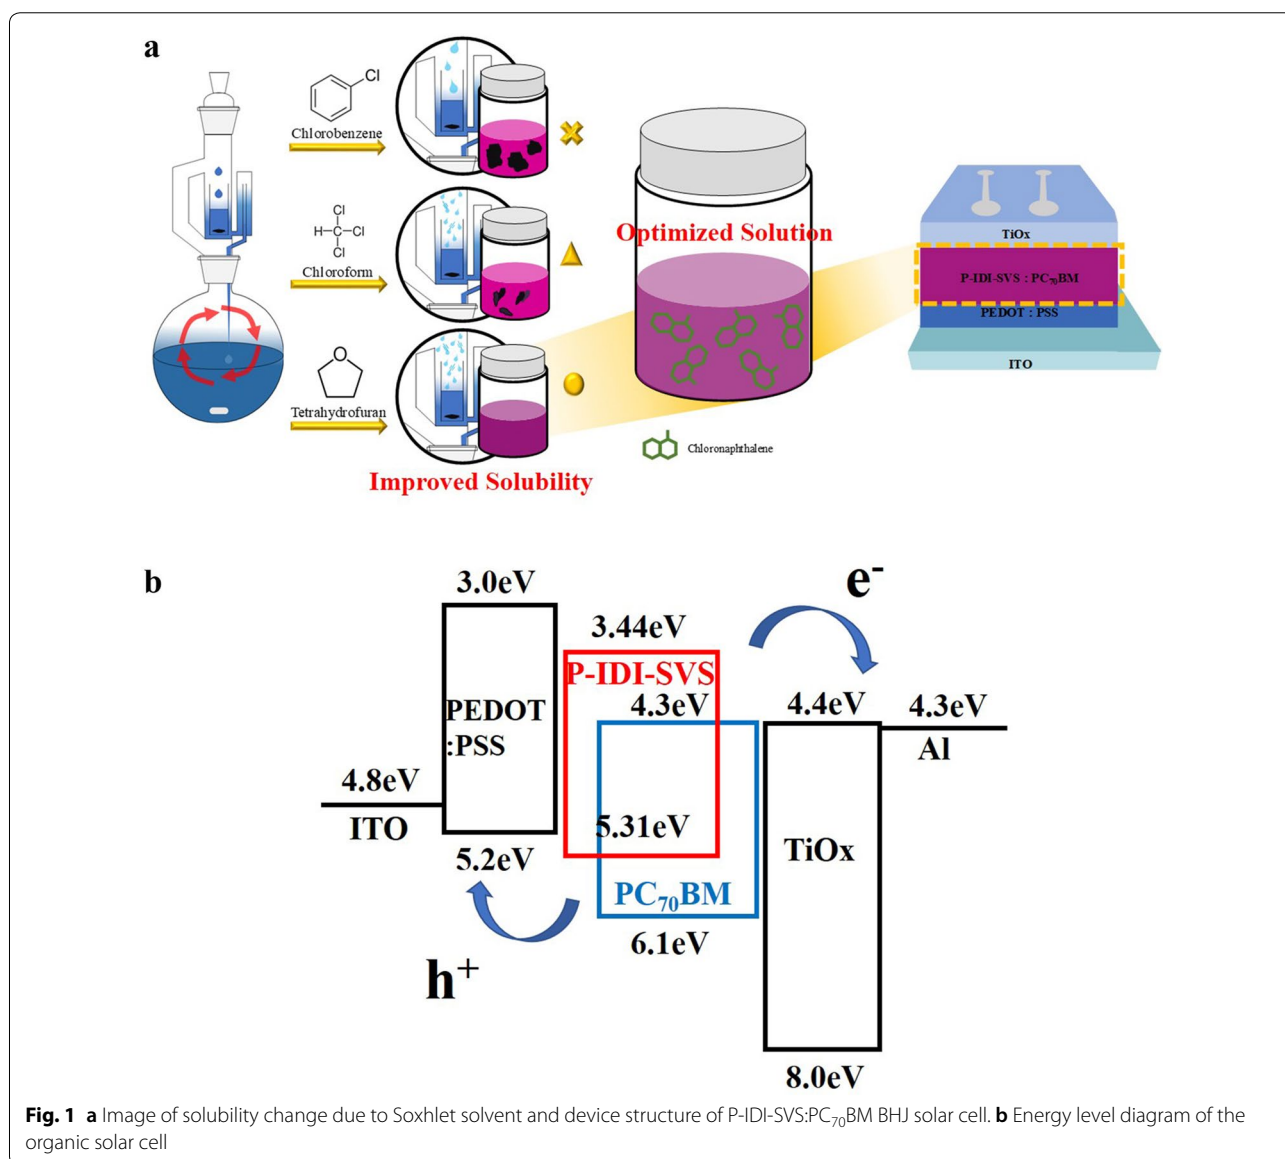 a
Cl
Chlorobenzene
Cl
H-C
Cl
Cl
Chloroform
O
Tetrahydrofuran
Improved Solubility
Optimized Solution
Chloronaphthalene
TiOx
P-IDI-SVS : PC₇₀BM
PEDOT : PSS
ITO
b
3.0eV
e⁻
3.44eV
P-IDI-SVS
PEDOT
:PSS
4.3eV
4.4eV
4.3eV
Al
4.8eV
ITO
5.31eV
TiOx
5.2eV
PC₇₀BM
6.1eV
h⁺
8.0eV
Fig. 1 a Image of solubility change due to Soxhlet solvent and device structure of P-IDI-SVS:PC₇₀BM BHJ solar cell. b Energy level diagram of the
organic solar cell